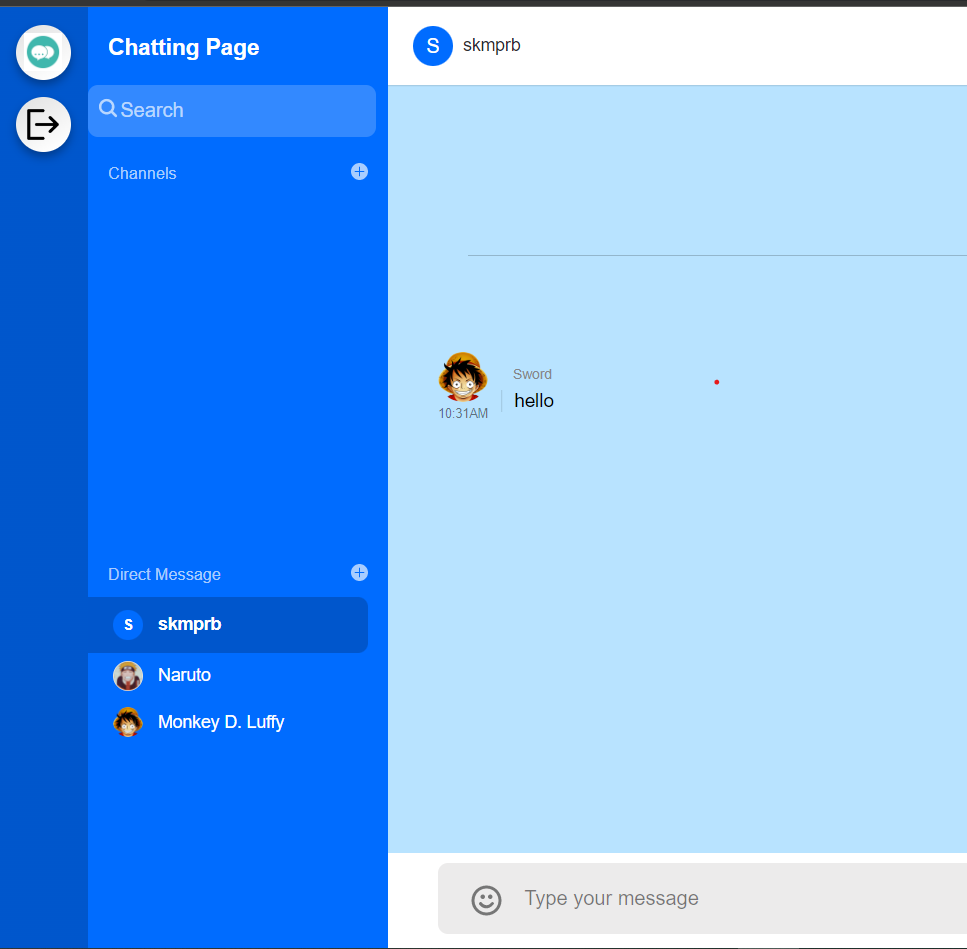 Chatting Page
S skmprb
Search
Channels
Sword
hello
10:31AM
Direct Message
S skmprb
Naruto
Monkey D. Luffy
Type your message